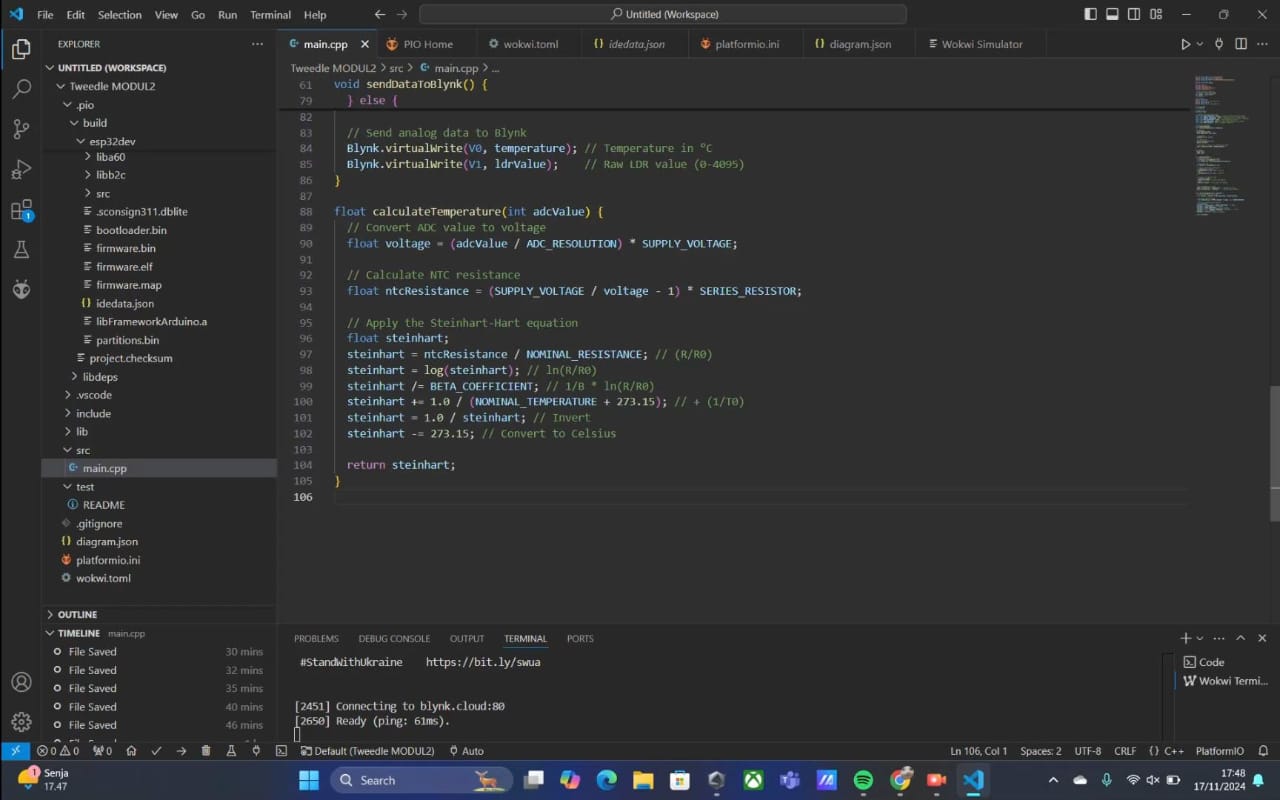 File Edit Selection View Go Run Terminal Help
Untitled (Workspace)
EXPLORER
main.cpp
PIO Home
wokwi.toml
idedata.json
platformio.ini
diagram.json
Wokwi Simulator
UNTITLED (WORKSPACE)
Tweedle MODUL2
.pio
build
esp32dev
liba60
libb2c
src
.sconsign311.dblite
bootloader.bin
firmware.bin
firmware.elf
firmware.map
idedata.json
libFrameworkArduino.a
partitions.bin
project.checksum
libdeps
.vscode
include
lib
src
main.cpp
test
README
.gitignore
diagram.json
platformio.ini
wokwi.toml
OUTLINE
TIMELINE main.cpp
File Saved 30 mins
File Saved 32 mins
File Saved 35 mins
File Saved 40 mins
File Saved 46 mins
Tweedle MODUL2 > src > main.cpp > ...
61 void sendDataToBlynk() {
79 } else {
82
83 // Send analog data to Blynk
84 Blynk.virtualWrite(V0, temperature); // Temperature in °C
85 Blynk.virtualWrite(V1, ldrValue); // Raw LDR value (0-4095)
86 }
87
88 float calculateTemperature(int adcValue) {
89 // Convert ADC value to voltage
90 float voltage = (adcValue / ADC_RESOLUTION) * SUPPLY_VOLTAGE;
91
92 // Calculate NTC resistance
93 float ntcResistance = (SUPPLY_VOLTAGE / voltage - 1) * SERIES_RESISTOR;
94
95 // Apply the Steinhart-Hart equation
96 float steinhart;
97 steinhart = ntcResistance / NOMINAL_RESISTANCE; // (R/R0)
98 steinhart = log(steinhart); // ln(R/R0)
99 steinhart /= BETA_COEFFICIENT; // 1/B * ln(R/R0)
100 steinhart += 1.0 / (NOMINAL_TEMPERATURE + 273.15); // + (1/T0)
101 steinhart = 1.0 / steinhart; // Invert
102 steinhart -= 273.15; // Convert to Celsius
103
104 return steinhart;
105 }
106
PROBLEMS DEBUG CONSOLE OUTPUT TERMINAL PORTS
#StandWithUkraine https://bit.ly/swua
[2451] Connecting to blynk.cloud:80
[2650] Ready (ping: 61ms).
Code
Wokwi Termi...
0 0 0 Default (Tweedle MODUL2) Auto
Ln 106, Col 1 Spaces: 2 UTF-8 CRLF {} C++ PlatformIO
1
Senja
17.47
Search
17:48
17/11/2024